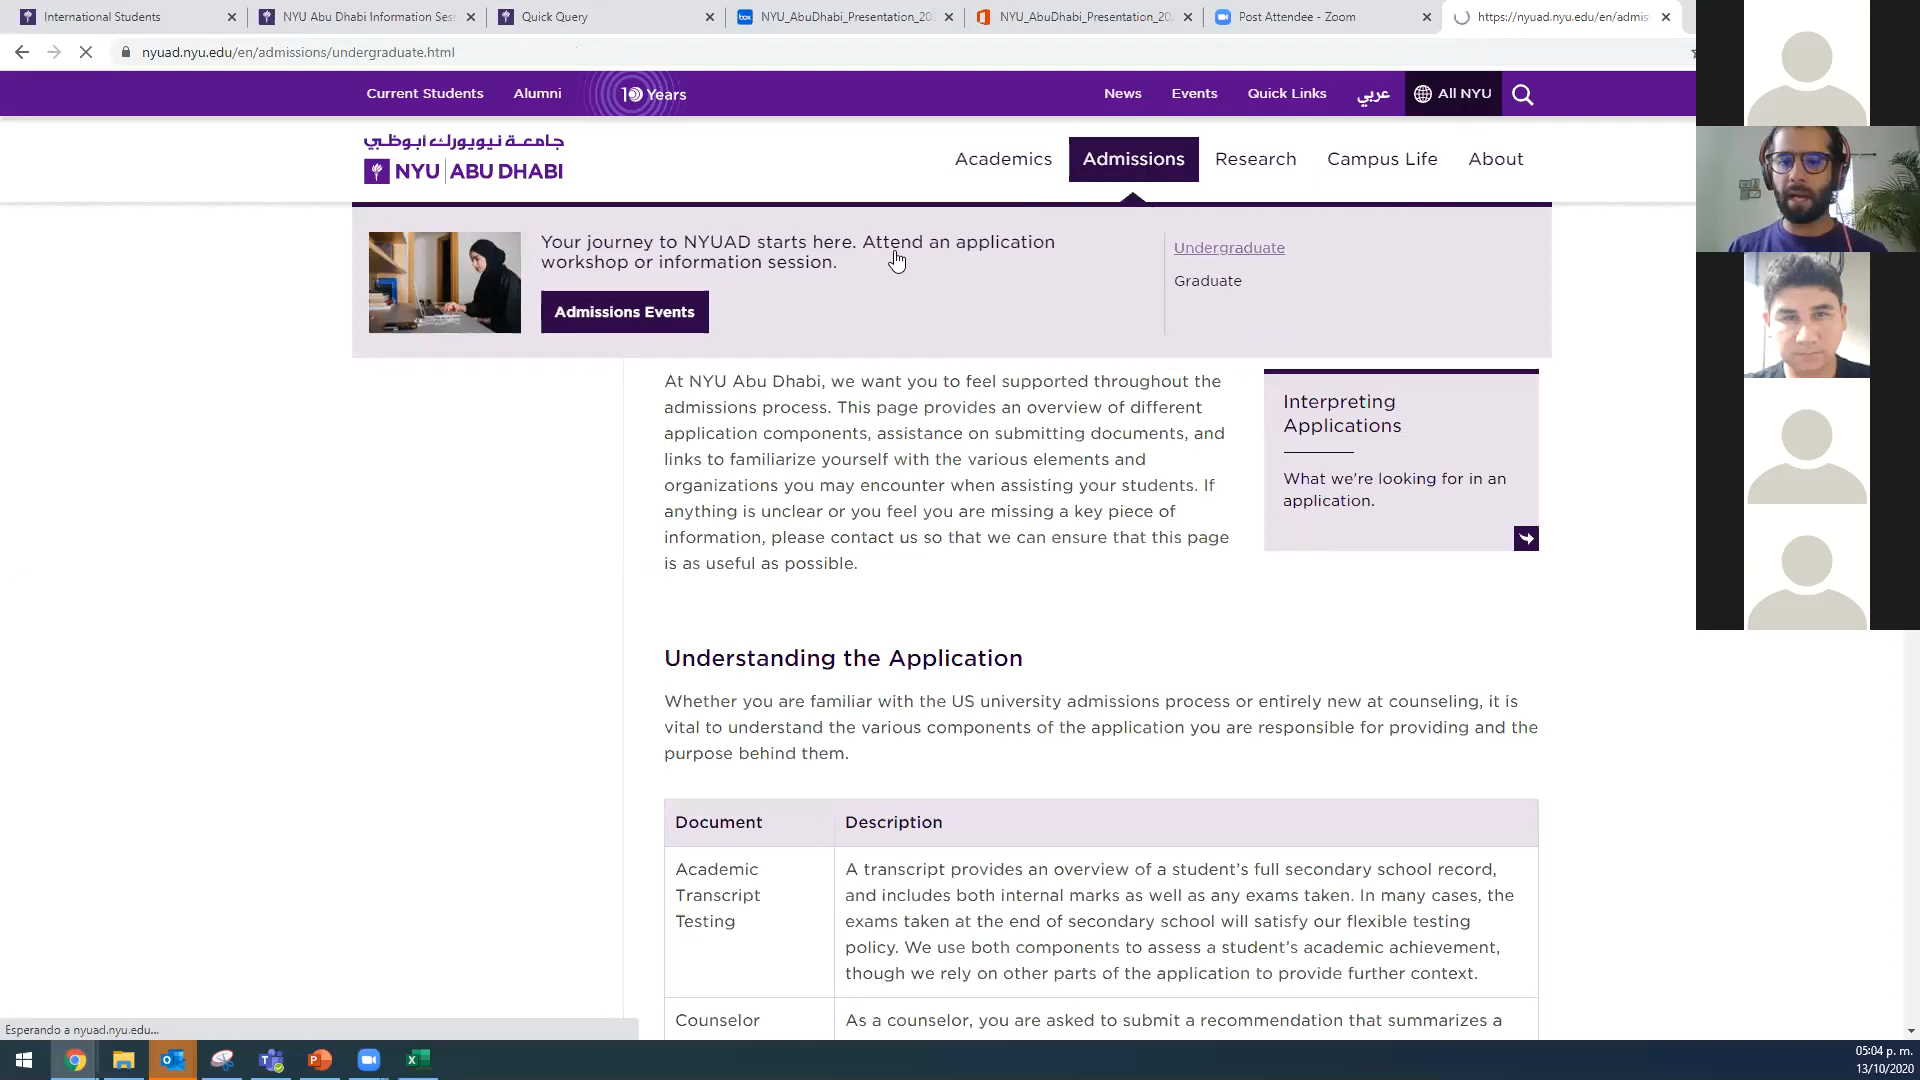 International Students
NYU Abu Dhabi Information Ses
Quick Query
NYU_AbuDhabi_Presentation_20
NYU_AbuDhabi_Presentation_20
Post Attendee - Zoom
https://nyuad.nyu.edu/en/admis
nyuad.nyu.edu/en/admissions/undergraduate.html
Current Students
Alumni
10 Years
News
Events
Quick Links
عربي
All NYU
جامعة نيويورك أبوظبي
NYU ABU DHABI
Academics
Admissions
Research
Campus Life
About
Your journey to NYUAD starts here. Attend an application
workshop or information session.
Admissions Events
Undergraduate
Graduate
At NYU Abu Dhabi, we want you to feel supported throughout the
admissions process. This page provides an overview of different
application components, assistance on submitting documents, and
links to familiarize yourself with the various elements and
organizations you may encounter when assisting your students. If
anything is unclear or you feel you are missing a key piece of
information, please contact us so that we can ensure that this page
is as useful as possible.
Interpreting
Applications
What we're looking for in an
application.
Understanding the Application
Whether you are familiar with the US university admissions process or entirely new at counseling, it is
vital to understand the various components of the application you are responsible for providing and the
purpose behind them.
Document
Description
Academic
Transcript
Testing
A transcript provides an overview of a student’s full secondary school record,
and includes both internal marks as well as any exams taken. In many cases, the
exams taken at the end of secondary school will satisfy our flexible testing
policy. We use both components to assess a student’s academic achievement,
though we rely on other parts of the application to provide further context.
Counselor
As a counselor, you are asked to submit a recommendation that summarizes a
Esperando a nyuad.nyu.edu...
05:04 p. m.
13/10/2020